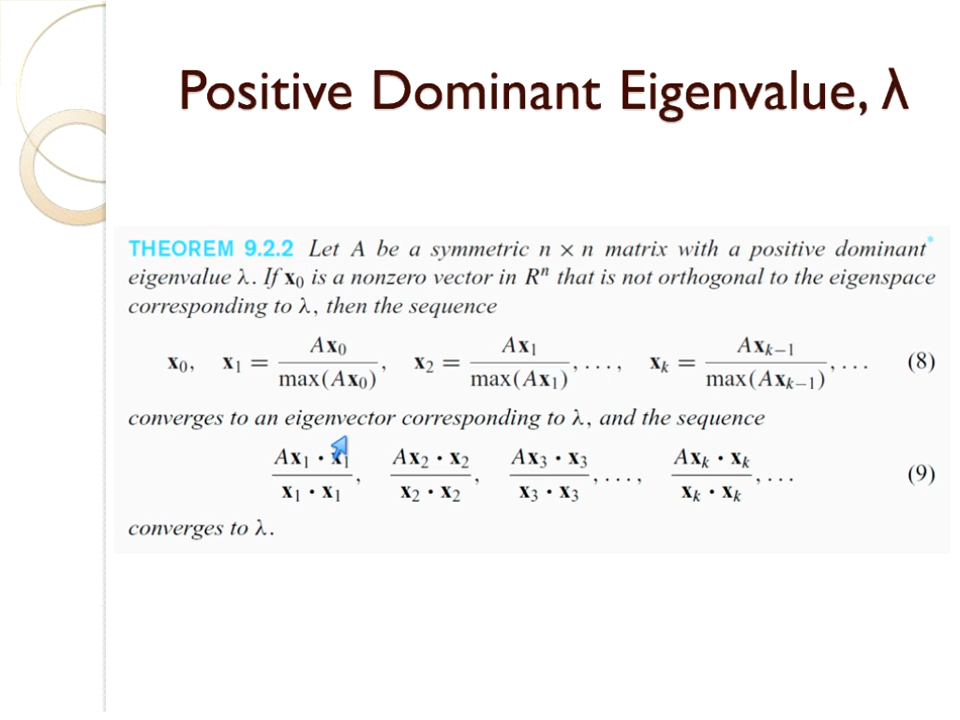 Positive Dominant Eigenvalue, λ
THEOREM 9.2.2 Let A be a symmetric n × n matrix with a positive dominant*
eigenvalue λ. If x₀ is a nonzero vector in Rⁿ that is not orthogonal to the eigenspace
corresponding to λ, then the sequence
x₀, x₁ = Ax₀ / max(Ax₀), x₂ = Ax₁ / max(Ax₁), . . . , xₖ = Axₖ₋₁ / max(Axₖ₋₁), . . . (8)
converges to an eigenvector corresponding to λ, and the sequence
Ax₁ • x₁ / x₁ • x₁, Ax₂ • x₂ / x₂ • x₂, Ax₃ • x₃ / x₃ • x₃, . . . , Axₖ • xₖ / xₖ • xₖ, . . . (9)
converges to λ.